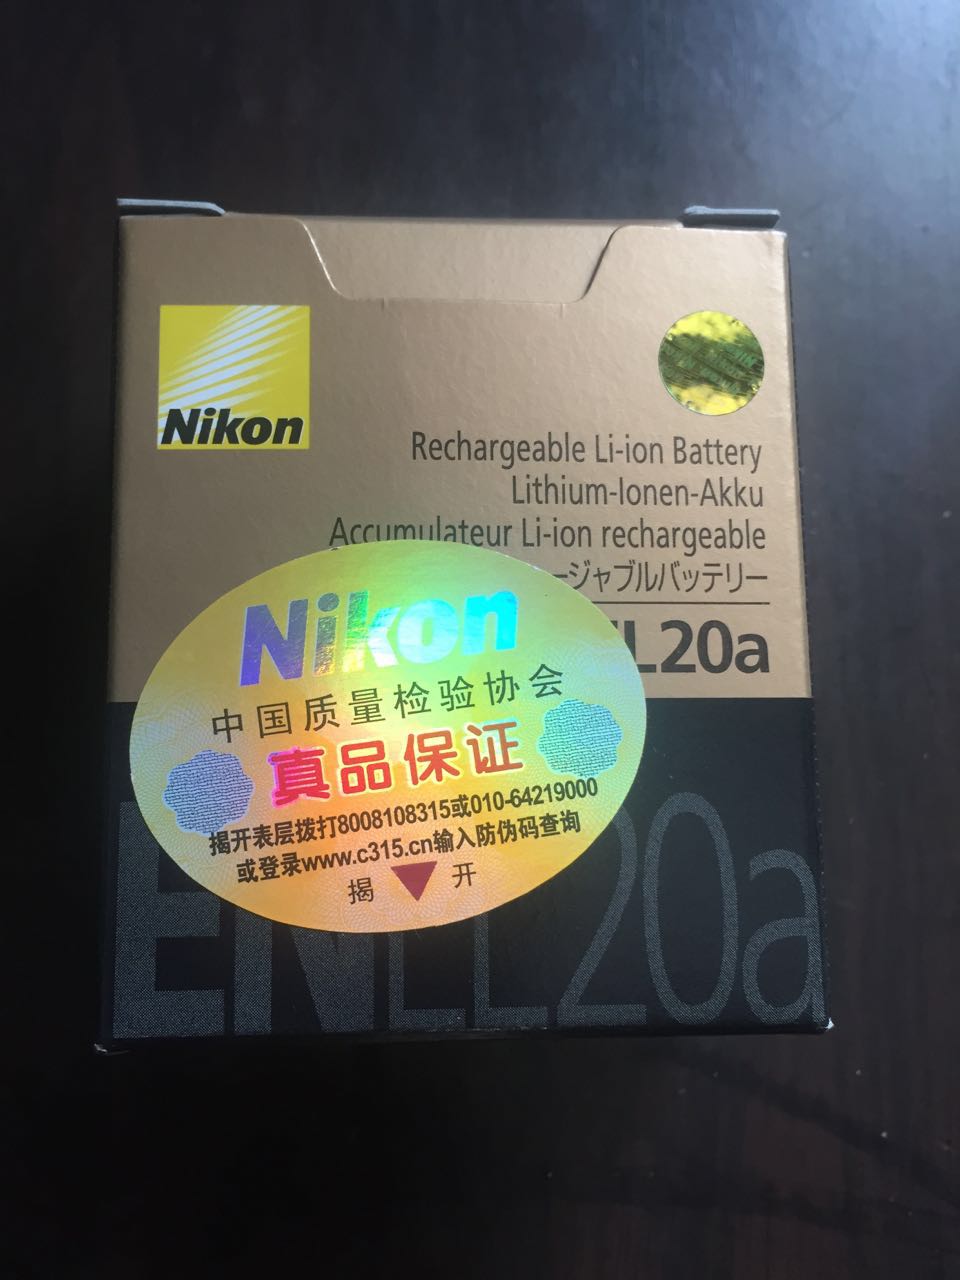 Nikon
Rechargeable Li-ion Battery
Lithium-Ionen-Akku
Accumulateur Li-ion rechargeable
ージャブルバッテリー
EL20a
Nikon
中国质量检验协会
真品保证
揭开表层拨打8008108315或010-64219000
或登录www.c315.cn输入防伪码查询
揭 开
ENEL20a